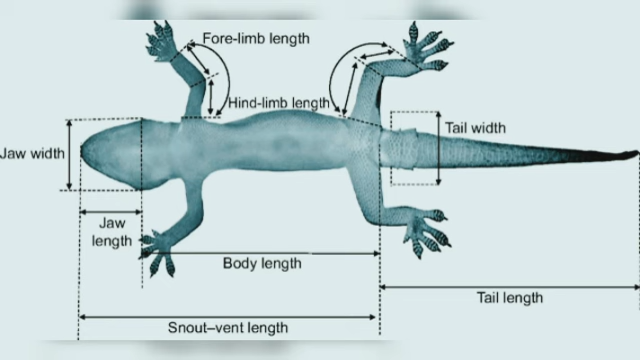 Fore-limb length
Hind-limb length
Jaw width
Tail width
Jaw
length
Body length
Tail length
Snout–vent length